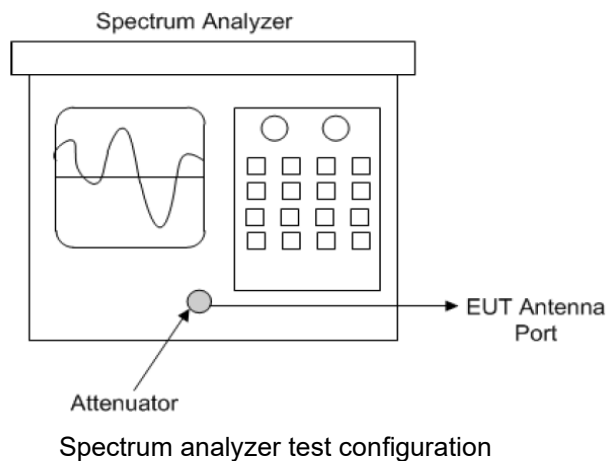 Spectrum Analyzer
EUT Antenna
Port
Attenuator
Spectrum analyzer test configuration